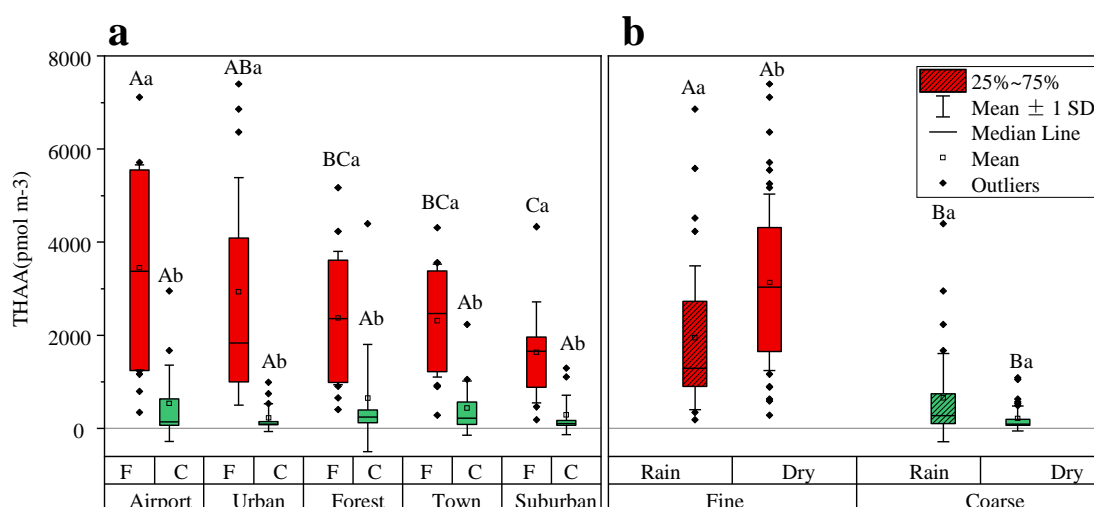 a
b
8000
6000
4000
2000
0
THAA(pmol m-3)
Aa
Ab
ABa
Ab
BCa
Ab
BCa
Ab
Ca
Ab
F C F C F C F C F C
Airport Urban Forest Town Suburban
Aa
Ab
Ba
Ba
25%~75%
Mean ± 1 SD
Median Line
Mean
Outliers
Rain Dry Rain Dry
Fine Coarse